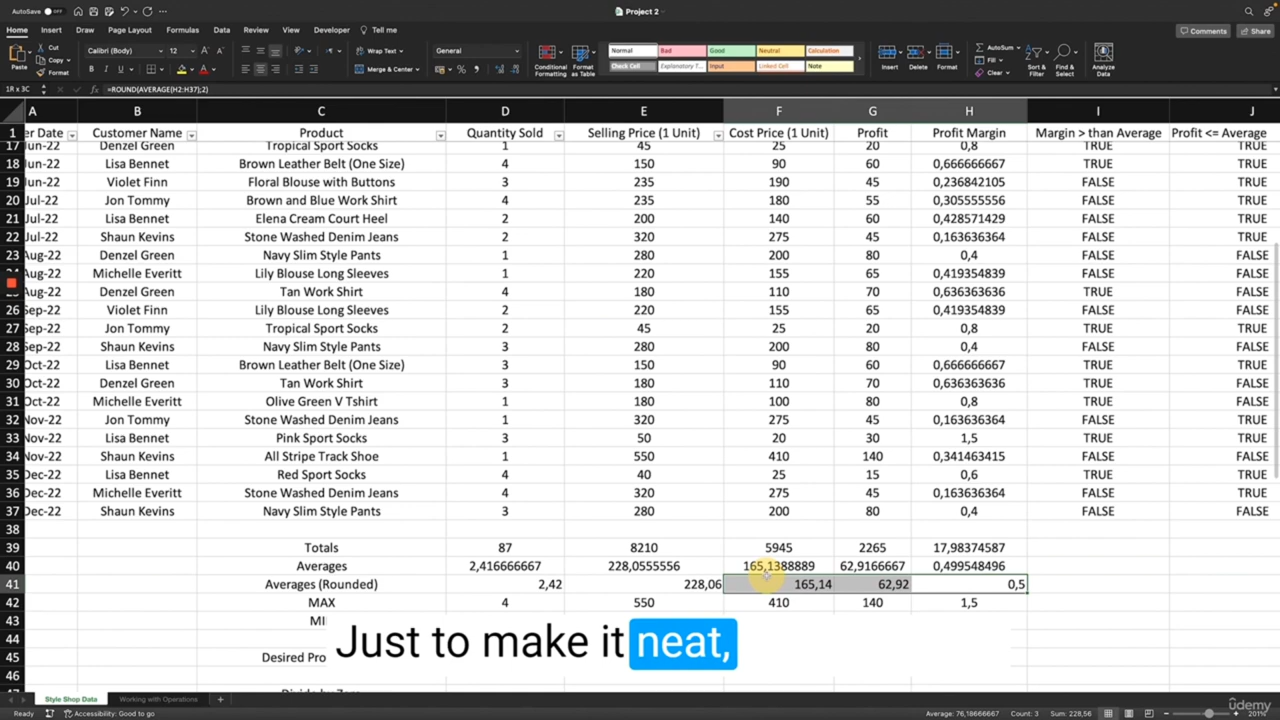 AutoSave OFF Project 2
Home Insert Draw Page Layout Formulas Data Review View Developer Tell me Comments Share
Paste Cut Copy Format Calibri (Body) 12 Wrap Text Merge & Center General Conditional Formatting Format as Table Normal Bad Good Neutral Calculation Check Cell Explanatory T... Input Linked Cell Note Insert Delete Format AutoSum Fill Clear Sort & Filter Find & Select Analyze Data
1R x 3C fx =ROUND(AVERAGE(H2:H37);2)
A B C D E F G H I J
1 er Date Customer Name Product Quantity Sold Selling Price (1 Unit) Cost Price (1 Unit) Profit Profit Margin Margin > than Average Profit <= Average
17 Jun-22 Denzel Green Tropical Sport Socks 1 45 25 20 0,8 TRUE TRUE
18 Jun-22 Lisa Bennet Brown Leather Belt (One Size) 4 150 90 60 0,666666667 TRUE TRUE
19 Jun-22 Violet Finn Floral Blouse with Buttons 3 235 190 45 0,236842105 FALSE TRUE
20 Jul-22 Jon Tommy Brown and Blue Work Shirt 4 235 180 55 0,305555556 FALSE TRUE
21 Jul-22 Lisa Bennet Elena Cream Court Heel 2 200 140 60 0,428571429 FALSE TRUE
22 Jul-22 Shaun Kevins Stone Washed Denim Jeans 2 320 275 45 0,163636364 FALSE TRUE
23 Aug-22 Denzel Green Navy Slim Style Pants 1 280 200 80 0,4 FALSE FALSE
Aug-22 Michelle Everitt Lily Blouse Long Sleeves 1 220 155 65 0,419354839 FALSE FALSE
Aug-22 Denzel Green Tan Work Shirt 4 180 110 70 0,636363636 TRUE FALSE
26 Sep-22 Violet Finn Lily Blouse Long Sleeves 2 220 155 65 0,419354839 FALSE FALSE
27 Sep-22 Jon Tommy Tropical Sport Socks 2 45 25 20 0,8 TRUE TRUE
28 Sep-22 Shaun Kevins Navy Slim Style Pants 3 280 200 80 0,4 FALSE FALSE
29 Oct-22 Lisa Bennet Brown Leather Belt (One Size) 3 150 90 60 0,666666667 TRUE TRUE
30 Oct-22 Denzel Green Tan Work Shirt 3 180 110 70 0,636363636 TRUE FALSE
31 Oct-22 Michelle Everitt Olive Green V Tshirt 1 180 100 80 0,8 TRUE FALSE
32 Nov-22 Jon Tommy Stone Washed Denim Jeans 1 320 275 45 0,163636364 FALSE TRUE
33 Nov-22 Lisa Bennet Pink Sport Socks 3 50 20 30 1,5 TRUE TRUE
34 Nov-22 Shaun Kevins All Stripe Track Shoe 1 550 410 140 0,341463415 FALSE FALSE
35 Dec-22 Lisa Bennet Red Sport Socks 4 40 25 15 0,6 TRUE TRUE
36 Dec-22 Michelle Everitt Stone Washed Denim Jeans 4 320 275 45 0,163636364 FALSE TRUE
37 Dec-22 Shaun Kevins Navy Slim Style Pants 3 280 200 80 0,4 FALSE FALSE
38
39 Totals 87 8210 5945 2265 17,98374587
40 Averages 2,416666667 228,0555556 165,1388889 62,9166667 0,499548496
41 Averages (Rounded) 2,42 228,06 165,14 62,92 0,5
42 MAX 4 550 410 140 1,5
43 MI
Just to make it neat,
45 Desired Pro
46
Style Shop Data Working with Operations +
Ready Accessibility: Good to go Average: 76,18666667 Count: 3 Sum: 228,56 201%
udemy